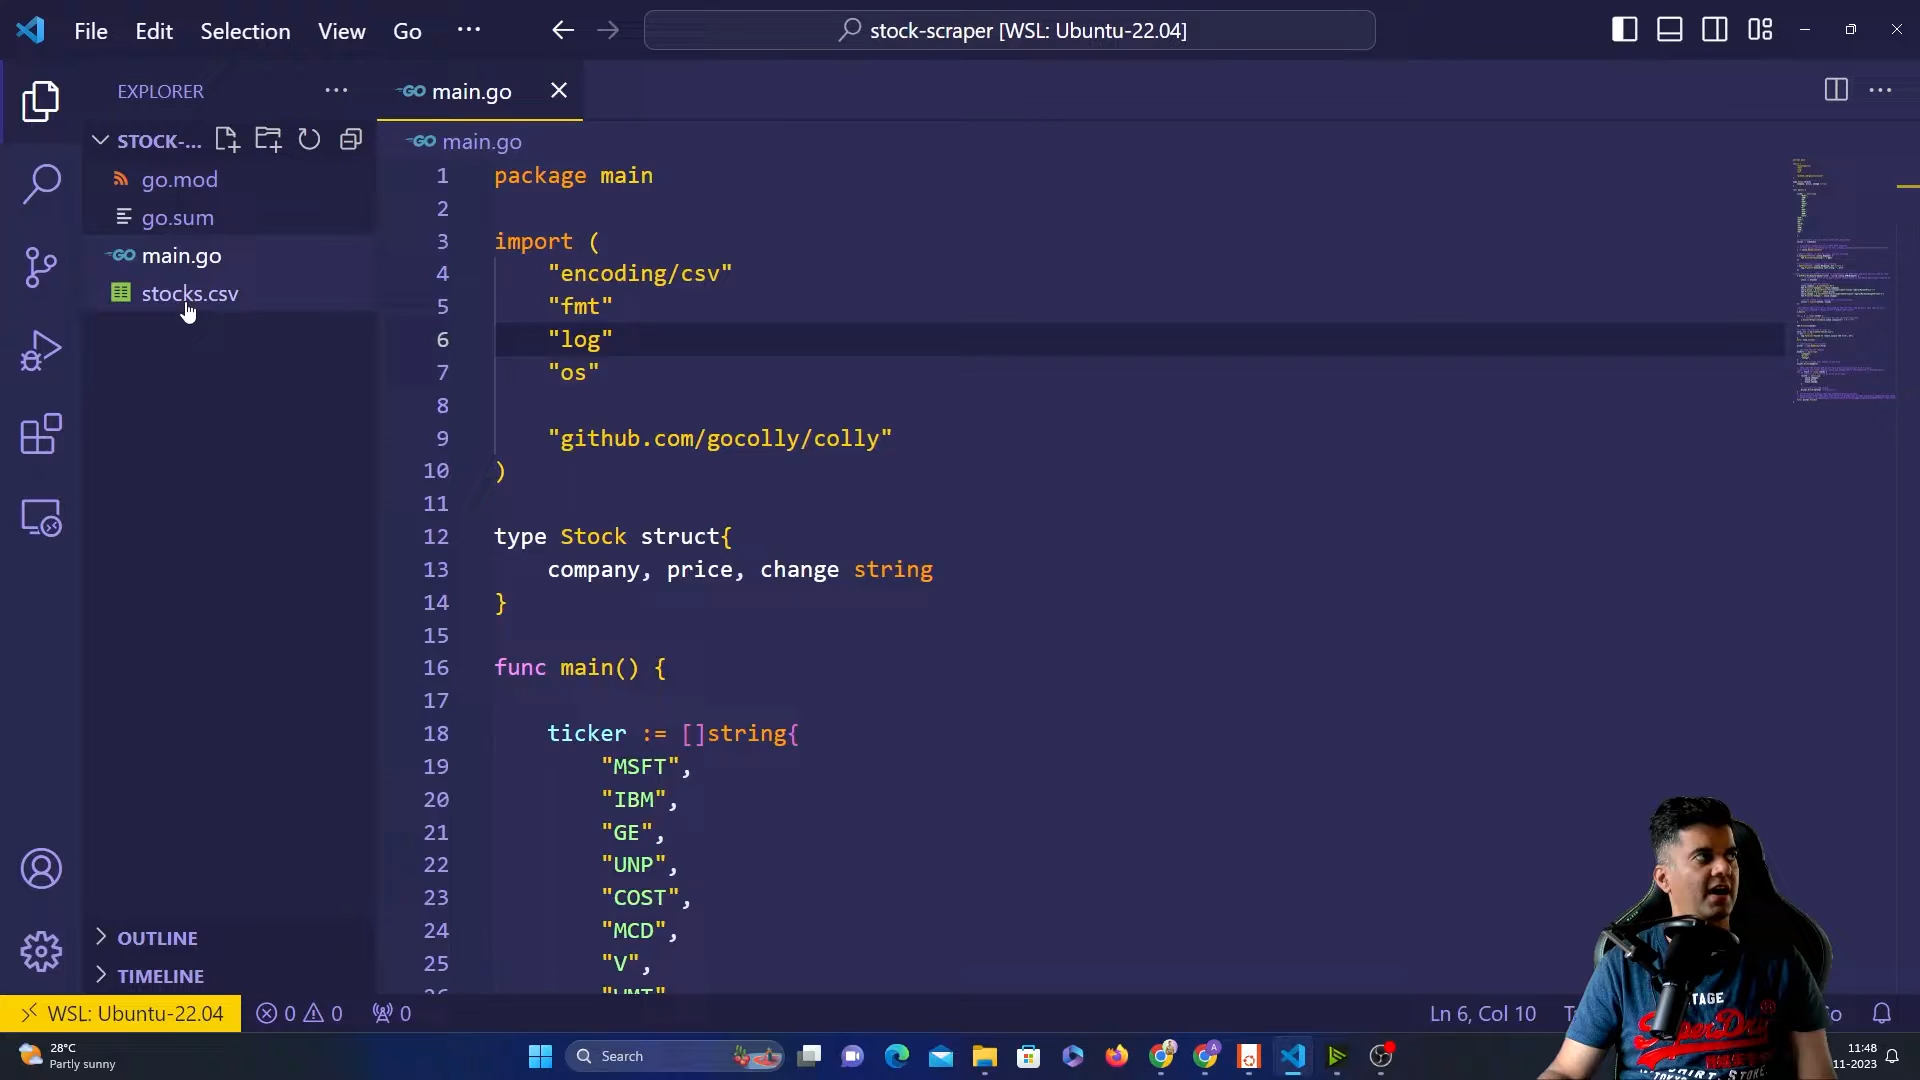 File Edit Selection View Go ···
stock-scraper [WSL: Ubuntu-22.04]
EXPLORER
STOCK-...
go.mod
go.sum
main.go
stocks.csv
OUTLINE
TIMELINE
GO main.go
GO main.go
1 package main
2
3 import (
4 "encoding/csv"
5 "fmt"
6 "log"
7 "os"
8
9 "github.com/gocolly/colly"
10 )
11
12 type Stock struct{
13 company, price, change string
14 }
15
16 func main() {
17
18 ticker := []string{
19 "MSFT",
20 "IBM",
21 "GE",
22 "UNP",
23 "COST",
24 "MCD",
25 "V",
WSL: Ubuntu-22.04 0 0 0
Ln 6, Col 10
28°C
Partly sunny
Search
11:48
11-2023
TAGE
SuperDry